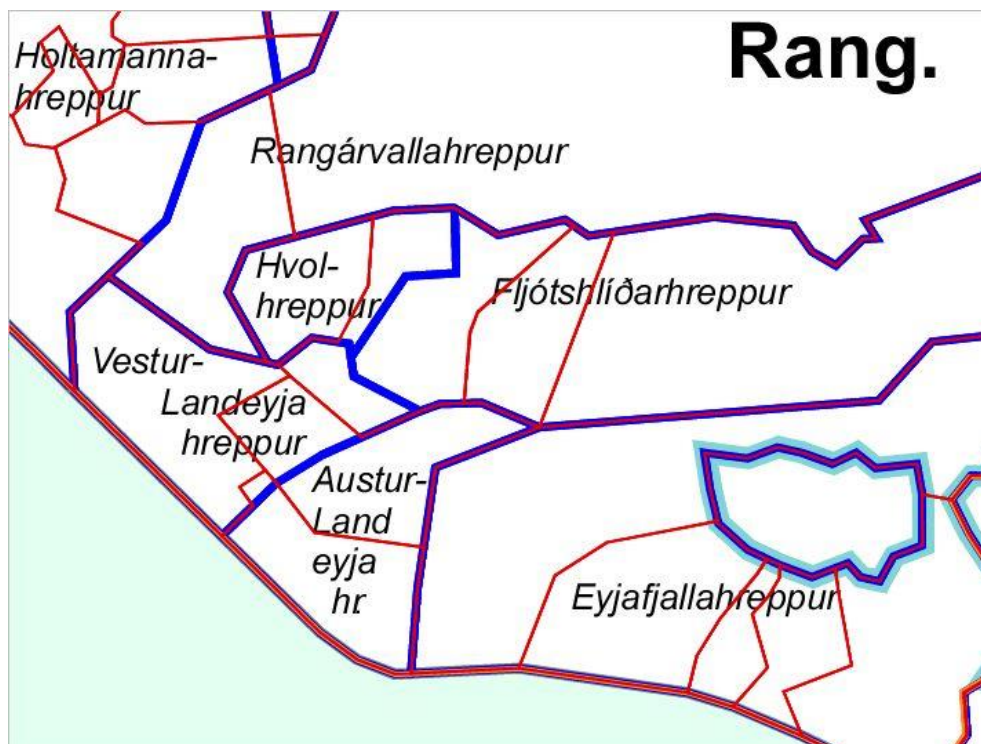 Rang.
Holtamanna-
hreppur
Rangárvallahreppur
Hvol-
hreppur
Fljótshlíðarhreppur
Vestur-
Landeyja
hreppur
Austur-
Land
eyja
hr.
Eyjafjallahreppur